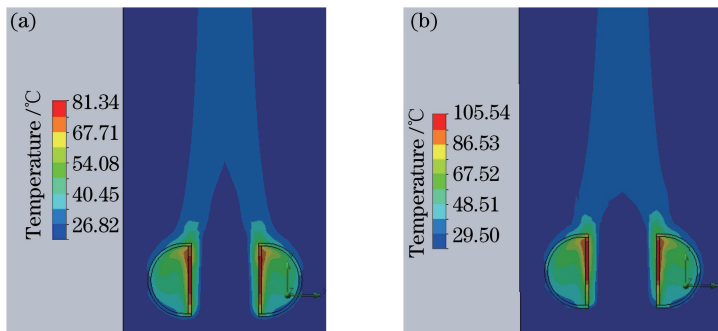 (a)
Temperature /℃
81.34
67.71
54.08
40.45
26.82
(b)
Temperature /℃
105.54
86.53
67.52
48.51
29.50